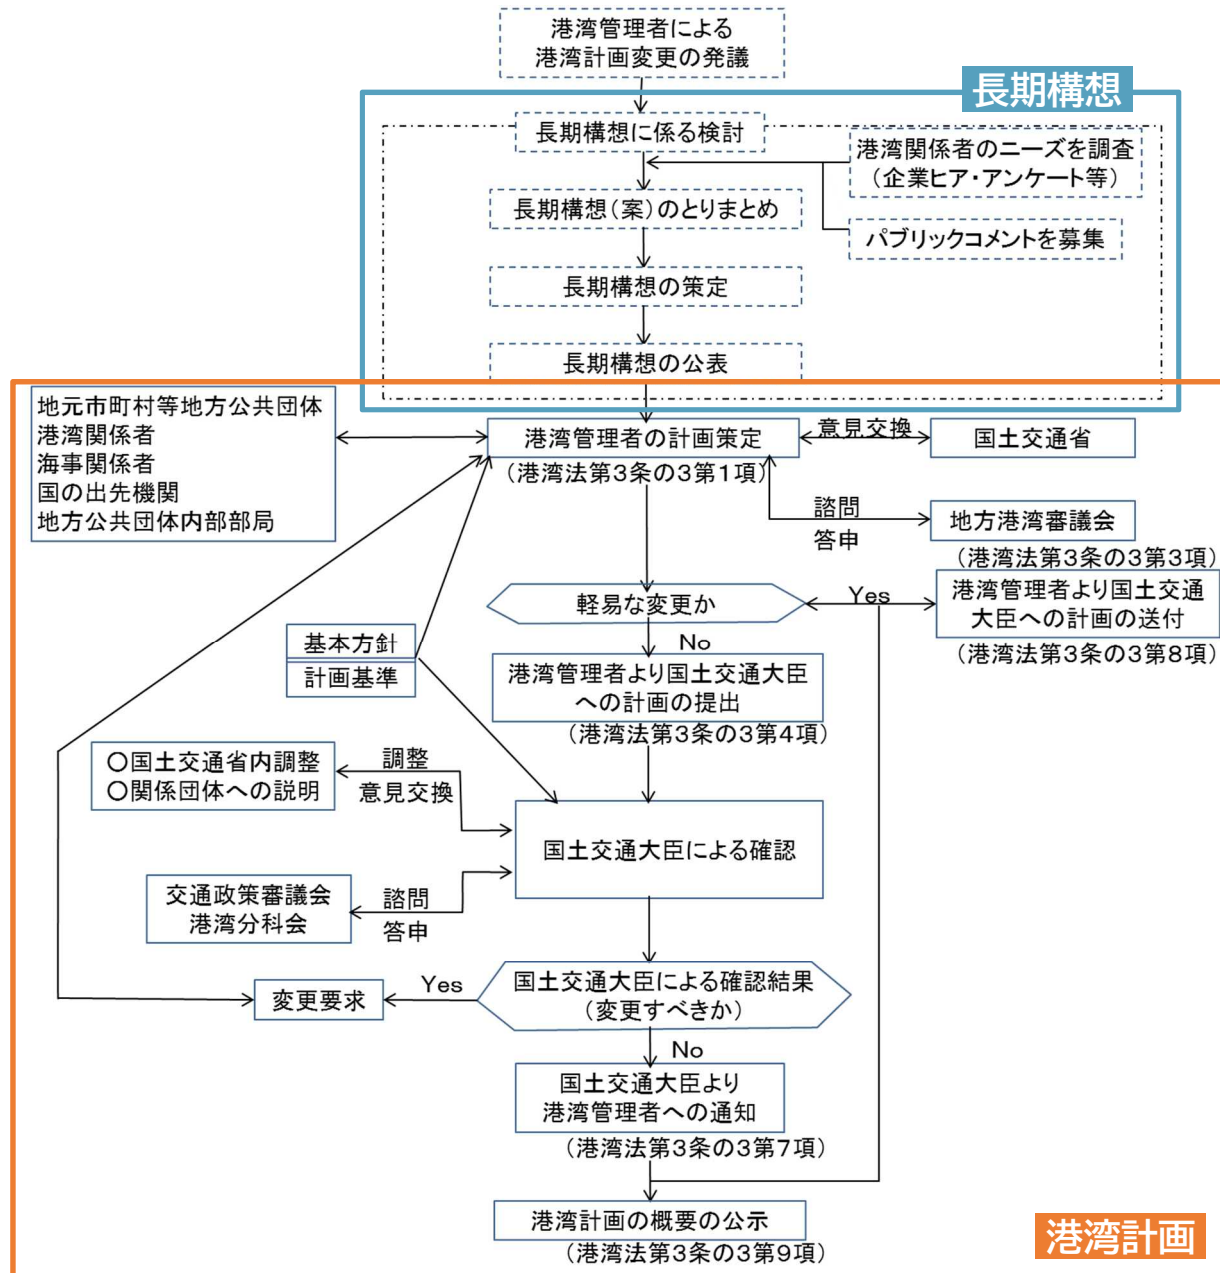 港湾管理者による
港湾計画変更の発議
長期構想
長期構想に係る検討
港湾関係者のニーズを調査
(企業ヒア・アンケート等)
長期構想(案)のとりまとめ
パブリックコメントを募集
長期構想の策定
長期構想の公表
地元市町村等地方公共団体
港湾関係者
海事関係者
国の出先機関
地方公共団体内部部局
港湾管理者の計画策定
(港湾法第3条の3第1項)
意見交換
国土交通省
諮問
答申
地方港湾審議会
(港湾法第3条の3第3項)
軽易な変更か
Yes
港湾管理者より国土交通
大臣への計画の送付
(港湾法第3条の3第8項)
No
基本方針
計画基準
港湾管理者より国土交通大臣
への計画の提出
(港湾法第3条の3第4項)
○国土交通省内調整
○関係団体への説明
調整
意見交換
国土交通大臣による確認
交通政策審議会
港湾分科会
諮問
答申
国土交通大臣による確認結果
(変更すべきか)
Yes
変更要求
No
国土交通大臣より
港湾管理者への通知
(港湾法第3条の3第7項)
港湾計画の概要の公示
(港湾法第3条の3第9項)
港湾計画